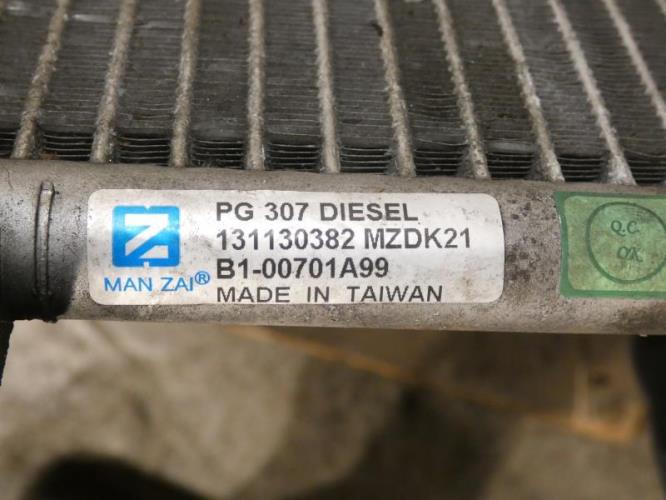 PG 307 DIESEL
131130382 MZDK21
B1-00701A99
MADE IN TAIWAN
MAN ZAI®
Q.C.
OK